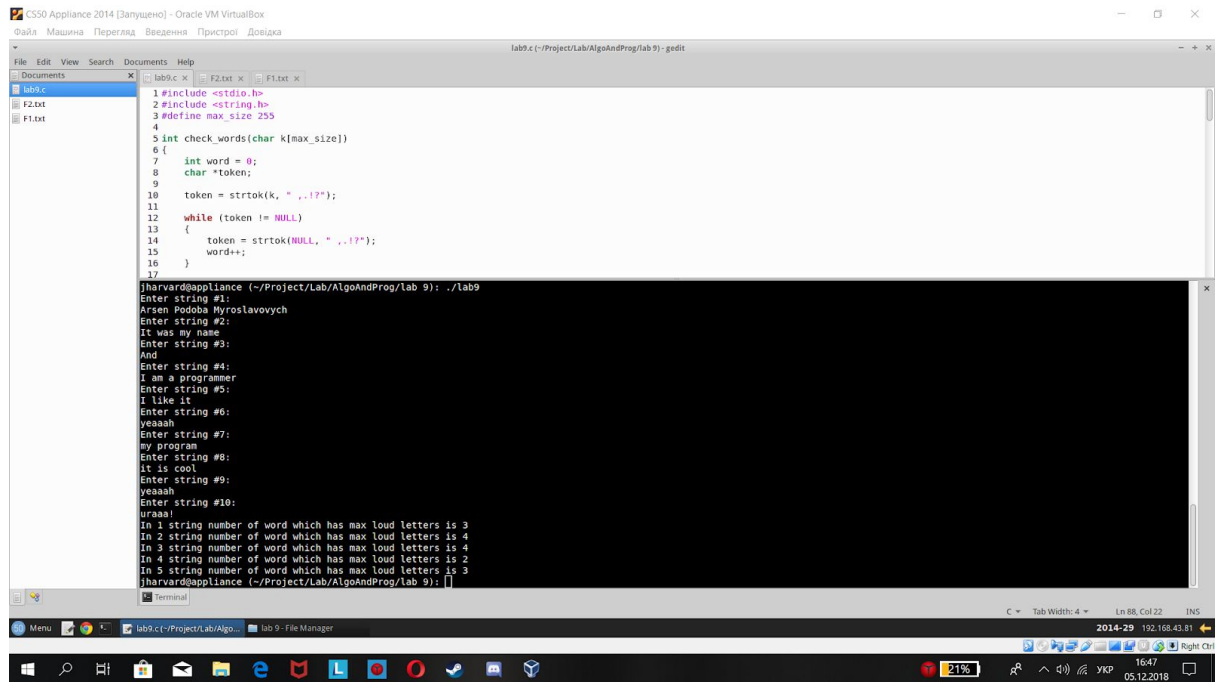 CS50 Appliance 2014 [Запущено] - Oracle VM VirtualBox
Файл Машина Перегляд Введення Пристрої Довідка
lab9.c (~/Project/Lab/AlgoAndProg/lab 9) - gedit
File Edit View Search Documents Help
Documents
lab9.c
F2.txt
F1.txt
lab9.c F2.txt F1.txt
1 #include <stdio.h>
2 #include <string.h>
3 #define max_size 255
4
5 int check_words(char k[max_size])
6 {
7 int word = 0;
8 char *token;
9
10 token = strtok(k, " ,.!?");
11
12 while (token != NULL)
13 {
14 token = strtok(NULL, " ,.!?");
15 word++;
16 }
17
jharvard@appliance (~/Project/Lab/AlgoAndProg/lab 9): ./lab9
Enter string #1:
Arsen Podoba Myroslavovych
Enter string #2:
It was my name
Enter string #3:
And
Enter string #4:
I am a programmer
Enter string #5:
I like it
Enter string #6:
yeaaah
Enter string #7:
my program
Enter string #8:
it is cool
Enter string #9:
yeaaah
Enter string #10:
uraaa!
In 1 string number of word which has max loud letters is 3
In 2 string number of word which has max loud letters is 4
In 3 string number of word which has max loud letters is 4
In 4 string number of word which has max loud letters is 2
In 5 string number of word which has max loud letters is 3
jharvard@appliance (~/Project/Lab/AlgoAndProg/lab 9):
Terminal
C Tab Width: 4 Ln 88, Col 22 INS
50 Menu lab9.c (~/Project/Lab/Algo... lab 9 - File Manager 2014-29 192.168.43.81
Right Ctrl
L 21% УКР 16:47
05.12.2018